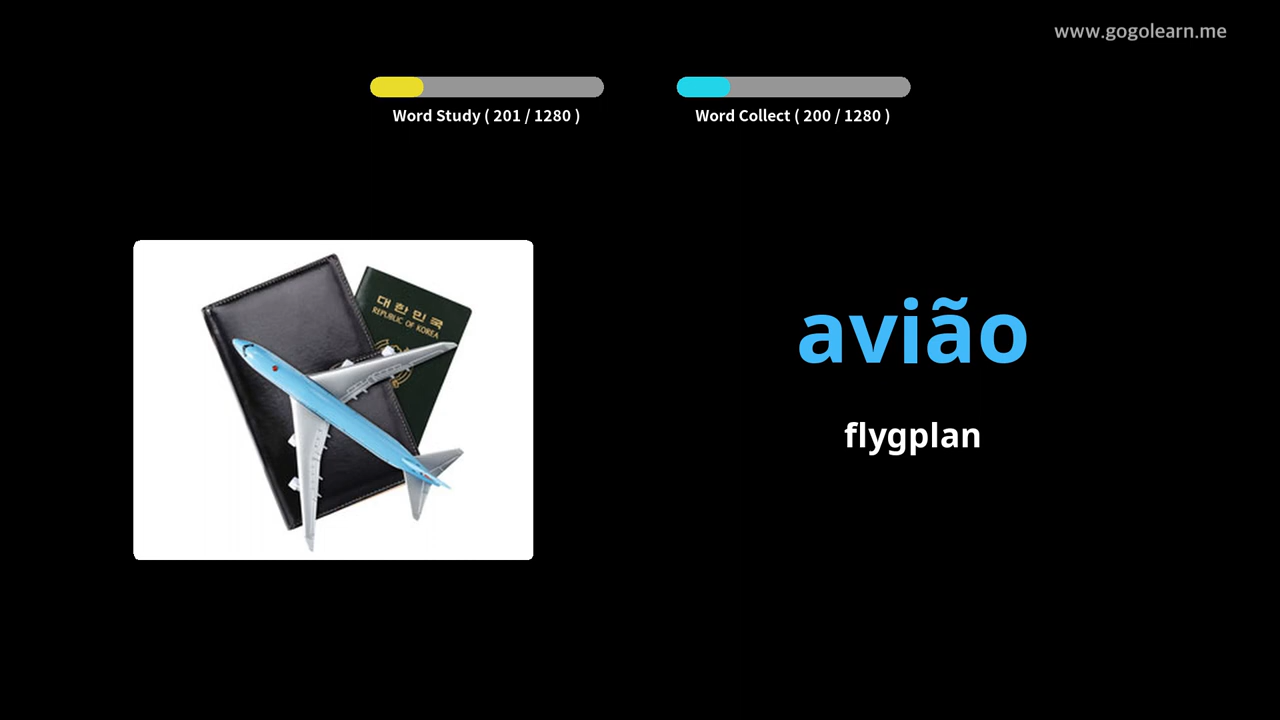 www.gogolearn.me
Word Study ( 201 / 1280 )
Word Collect ( 200 / 1280 )
대한민국
REPUBLIC OF KOREA
avião
flygplan